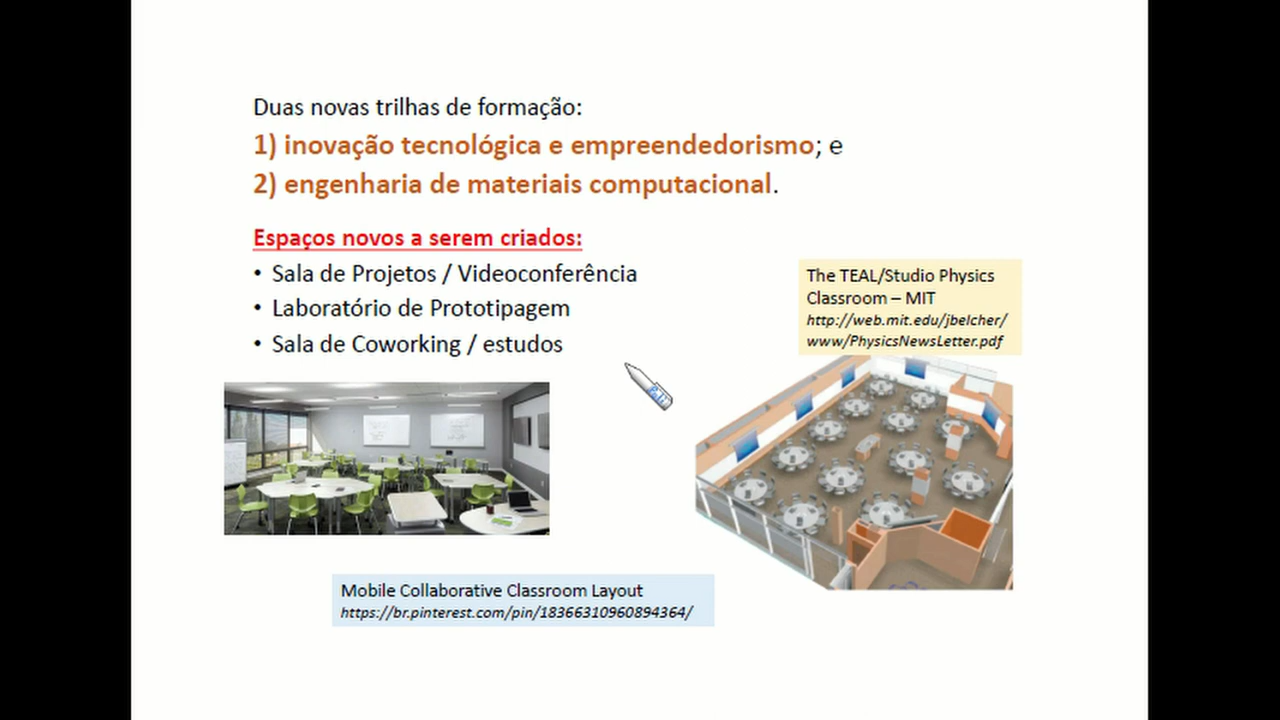 Duas novas trilhas de formação:
1) inovação tecnológica e empreendedorismo; e
2) engenharia de materiais computacional.
Espaços novos a serem criados:
• Sala de Projetos / Videoconferência
• Laboratório de Prototipagem
• Sala de Coworking / estudos
The TEAL/Studio Physics
Classroom – MIT
http://web.mit.edu/jbelcher/
www/PhysicsNewsLetter.pdf
Mobile Collaborative Classroom Layout
https://br.pinterest.com/pin/18366310960894364/